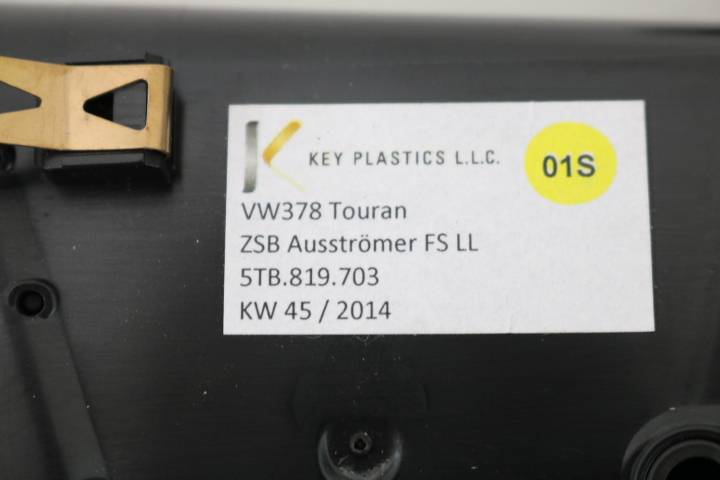 KEY PLASTICS L.L.C.
01S
VW378 Touran
ZSB Ausströmer FS LL
5TB.819.703
KW 45 / 2014